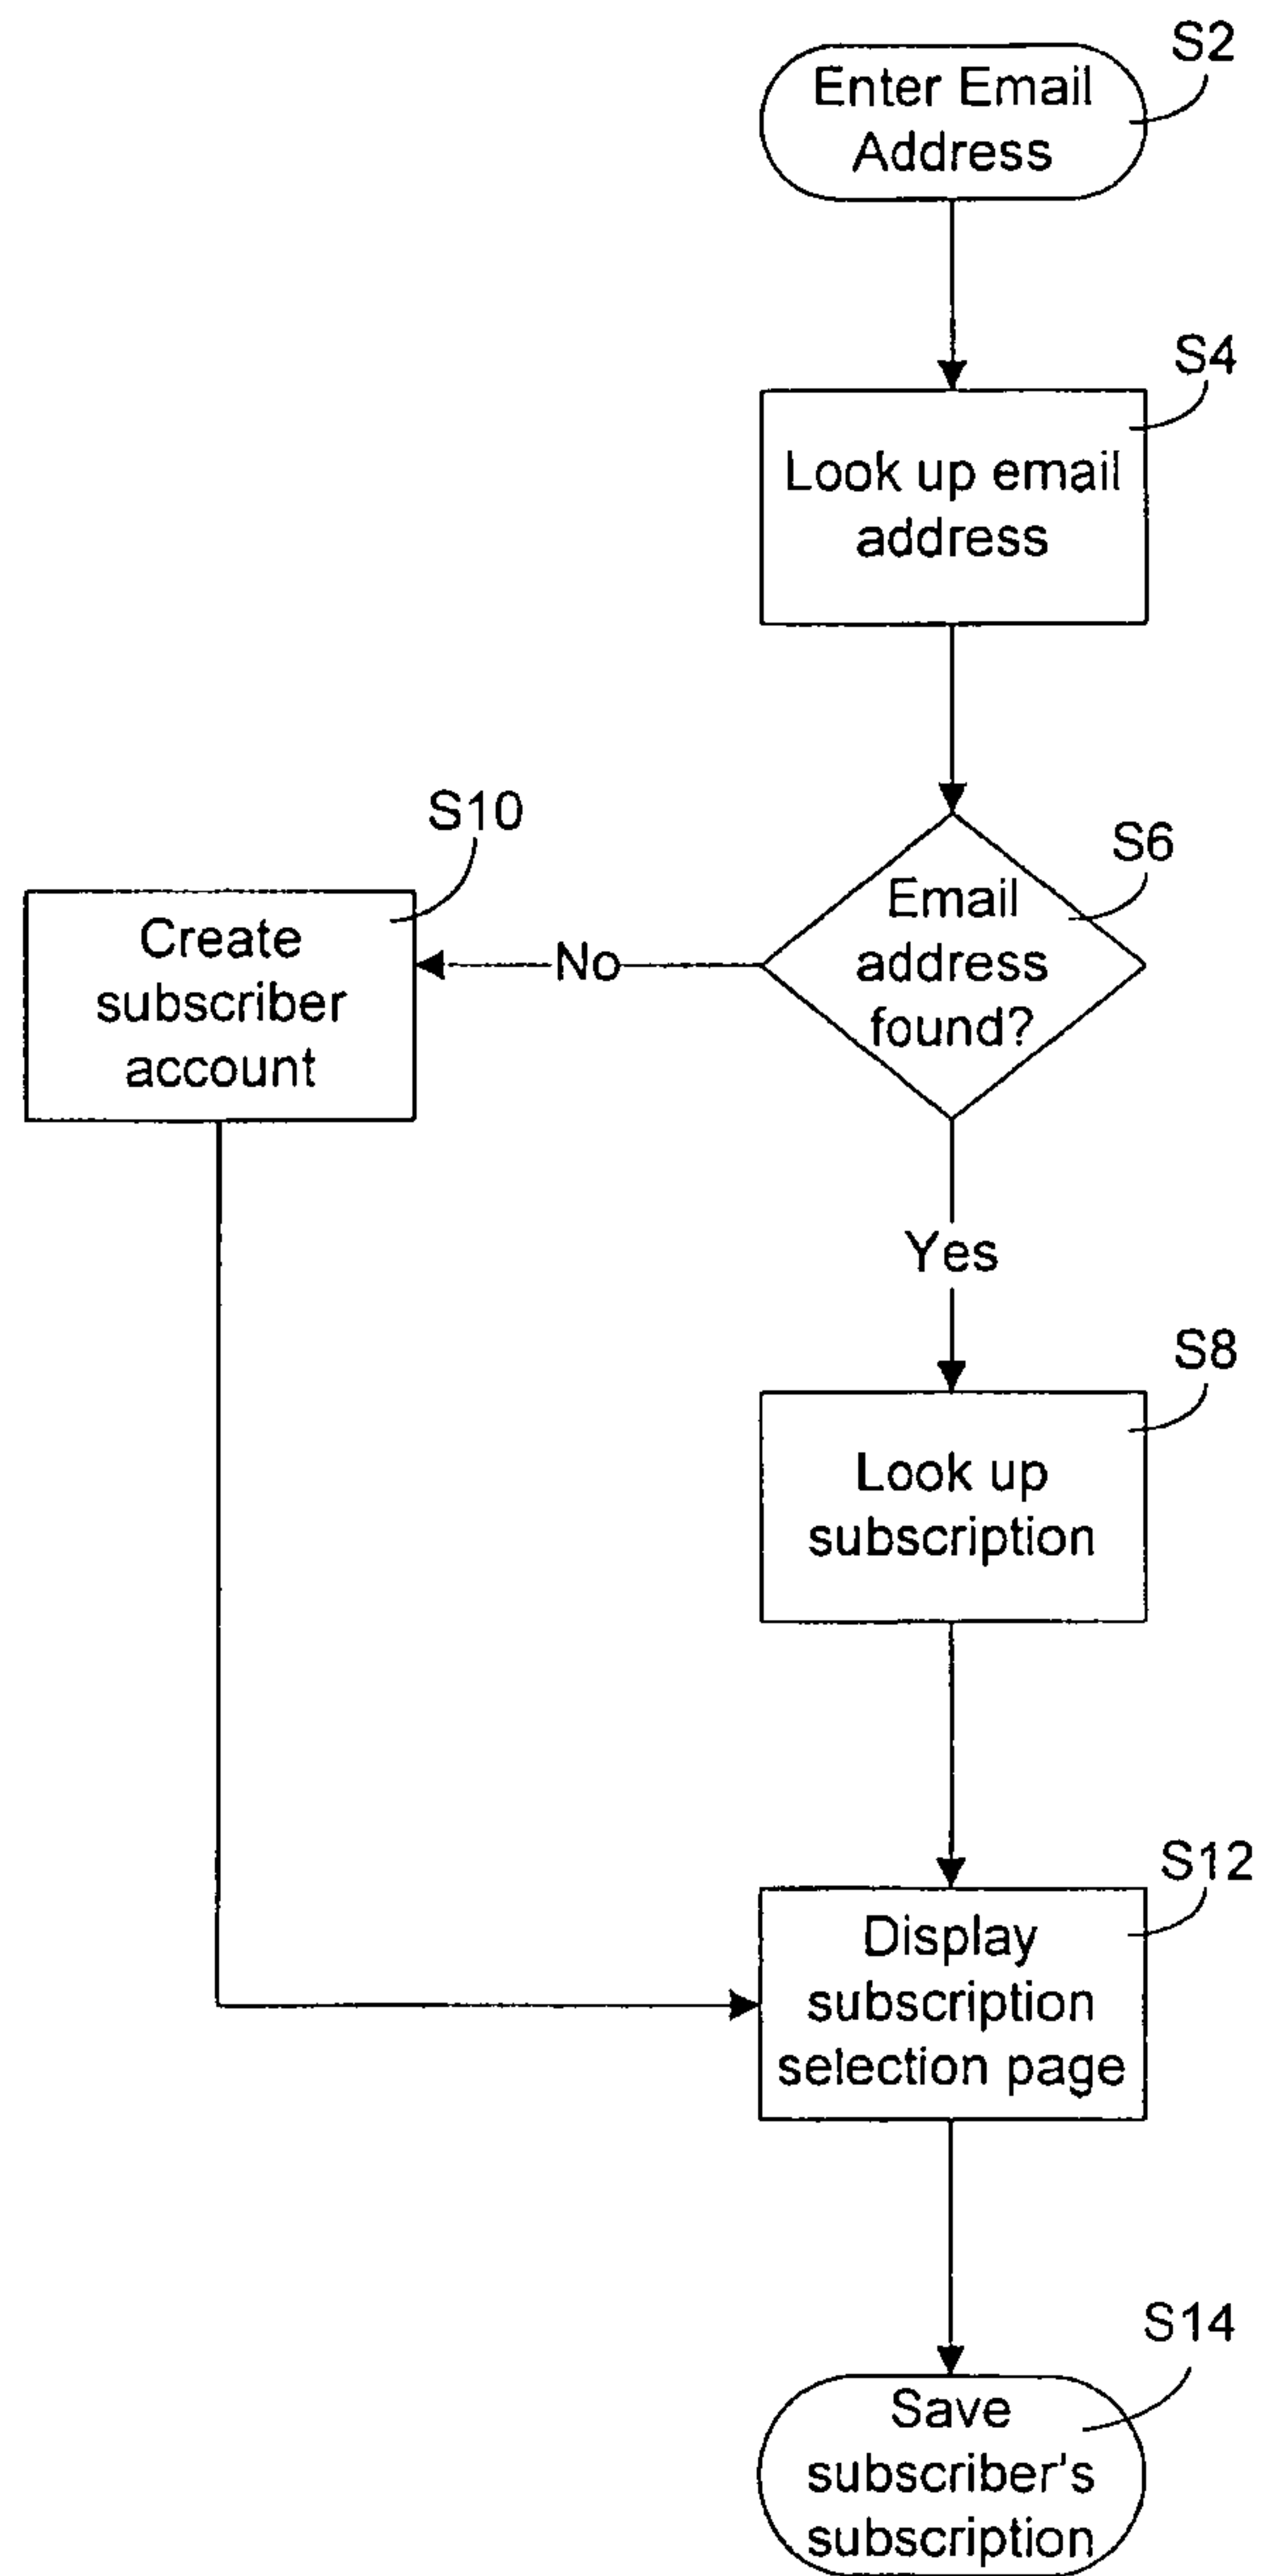 S2
Enter Email
Address
S4
Look up email
address
S10
S6
Create
subscriber
account
No
Email
address
found?
Yes
S8
Look up
subscription
S12
Display
subscription
selection page
S14
Save
subscriber's
subscription